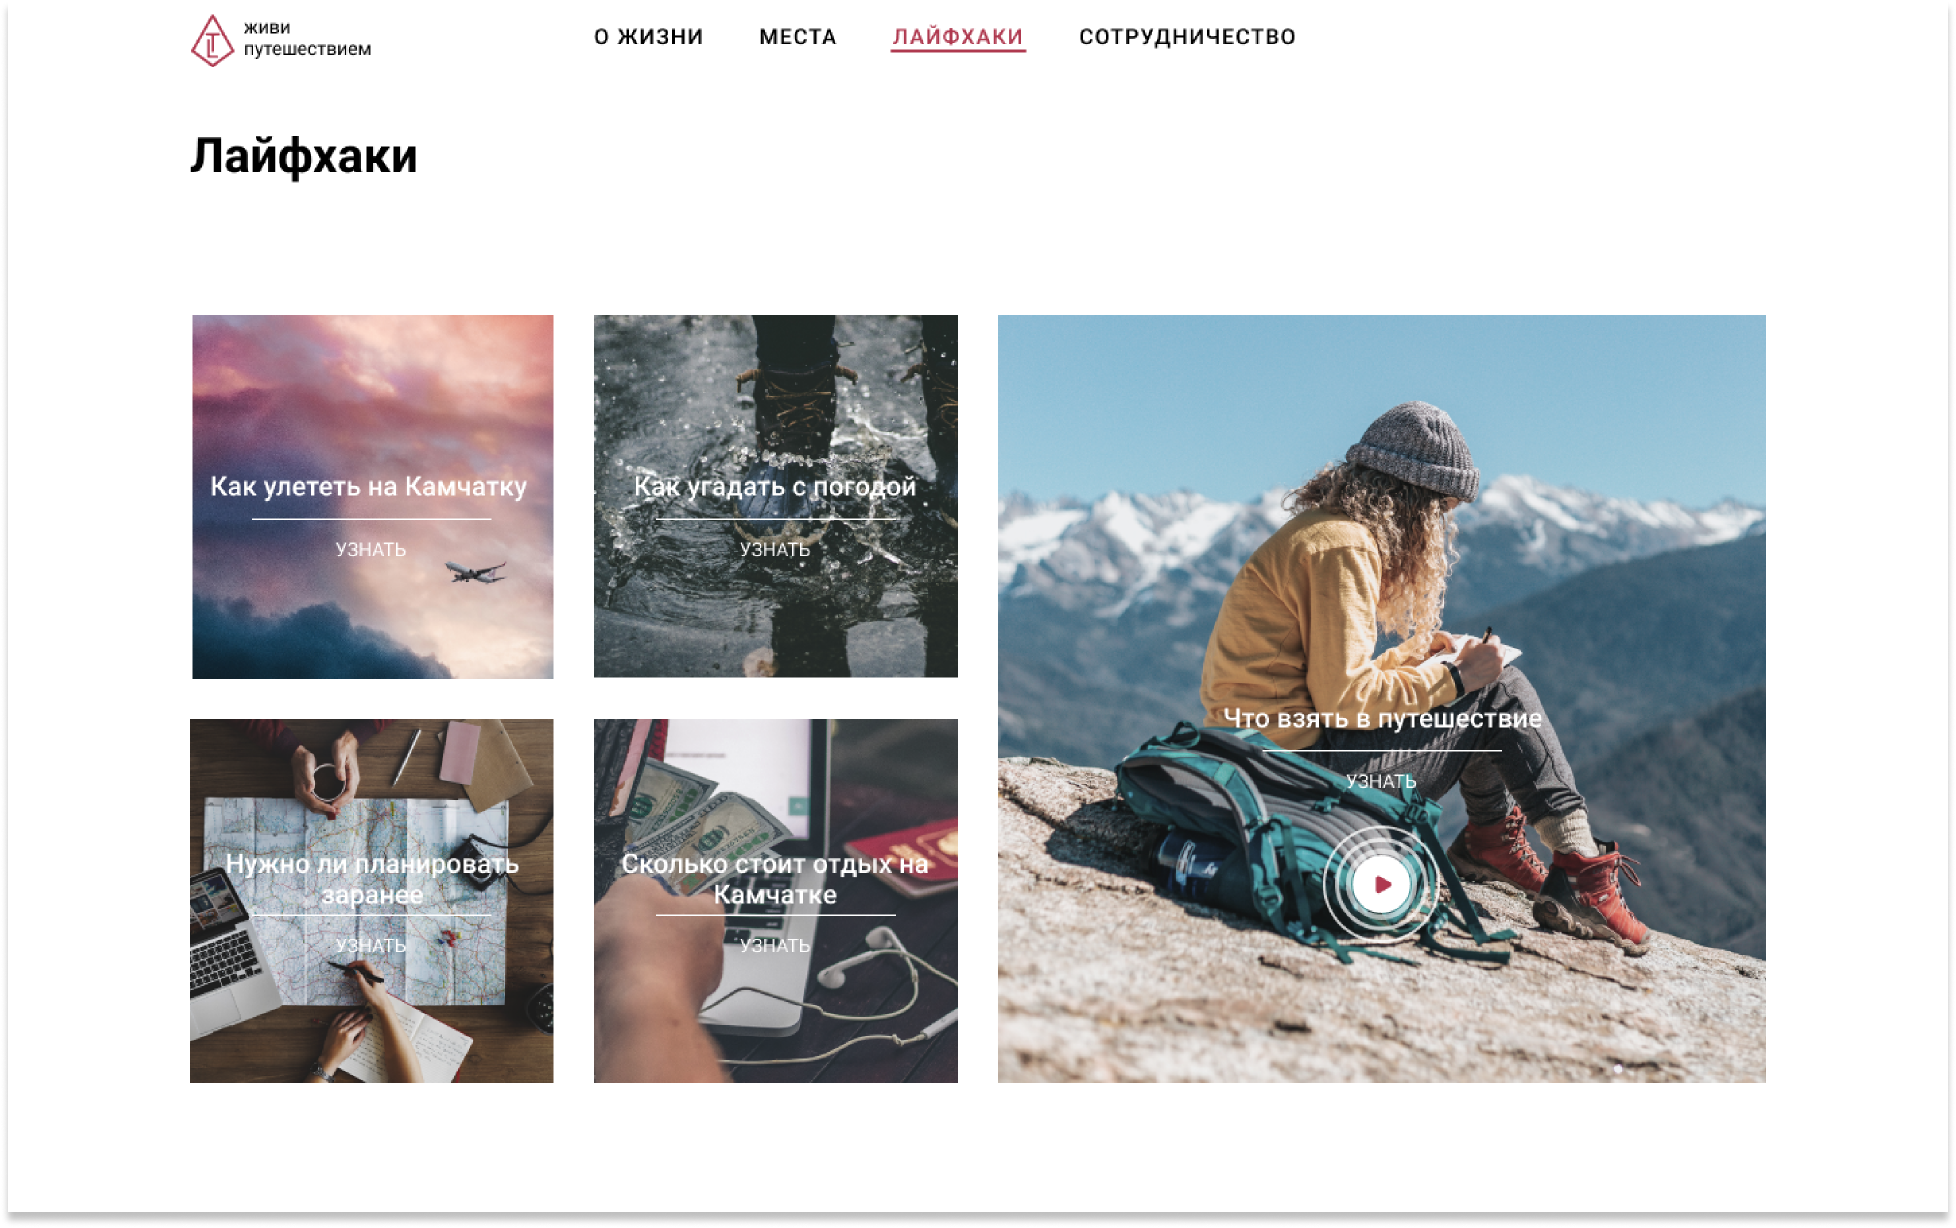 живи
путешествием
О ЖИЗНИ
МЕСТА
ЛАЙФХАКИ
СОТРУДНИЧЕСТВО
Лайфхаки
Как улететь на Камчатку
УЗНАТЬ
Как угадать с погодой
УЗНАТЬ
Что взять в путешествие
УЗНАТЬ
Нужно ли планировать
заранее
УЗНАТЬ
Сколько стоит отдых на
Камчатке
УЗНАТЬ